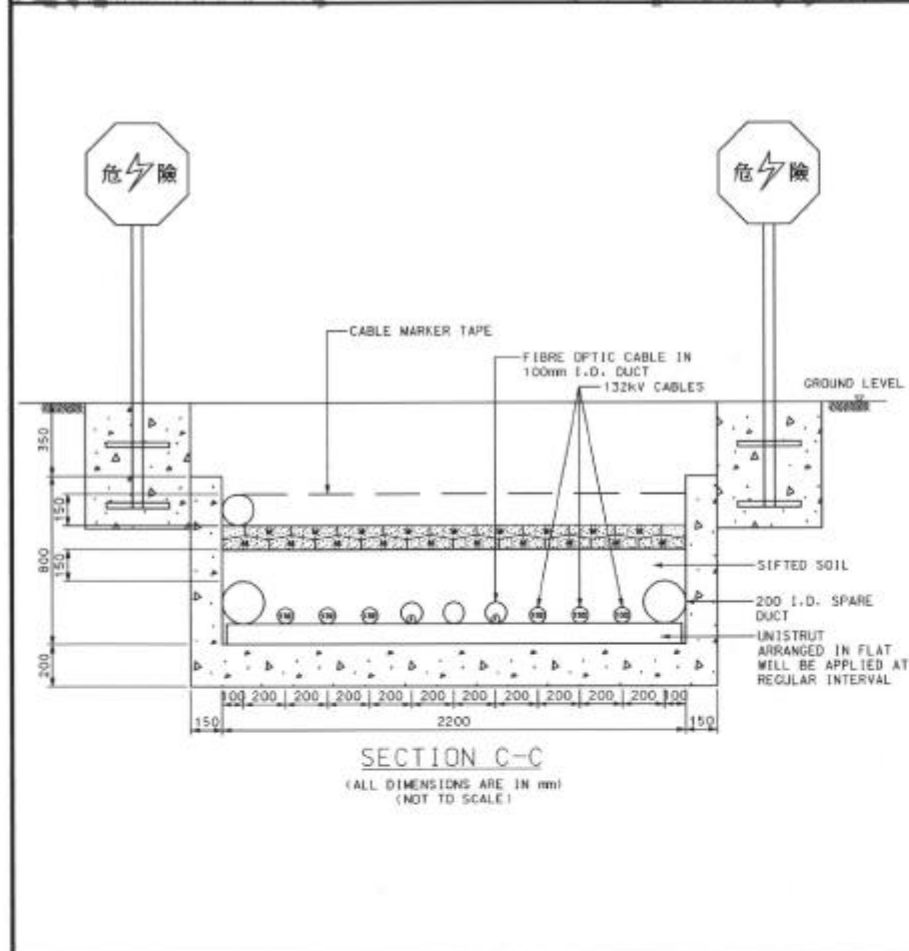 危 險
危 險
CABLE MARKER TAPE
FIBRE OPTIC CABLE IN
100mm I.D. DUCT
132kV CABLES
GROUND LEVEL
350
150
800
150
200
SIFTED SOIL
200 I.D. SPARE
DUCT
UNISTRUT
ARRANGED IN FLAT
WILL BE APPLIED AT
REGULAR INTERVAL
100 200 200 200 200 200 200 200 200 200 200 100
150 2200 150
SECTION C-C
(ALL DIMENSIONS ARE IN mm)
(NOT TO SCALE)